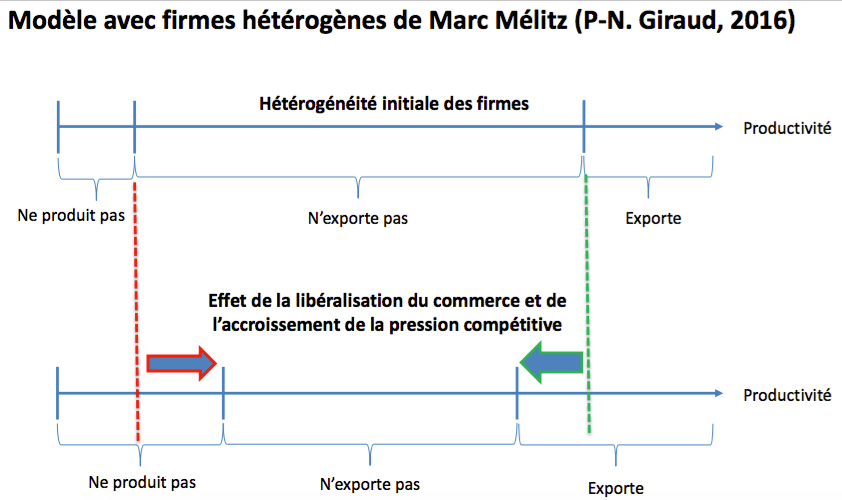 Modèle avec firmes hétérogènes de Marc Mélitz (P-N. Giraud, 2016)
Hétérogénéité initiale des firmes
Productivité
Ne produit pas
N'exporte pas
Exporte
Effet de la libéralisation du commerce et de
l'accroissement de la pression compétitive
Productivité
Ne produit pas
N'exporte pas
Exporte